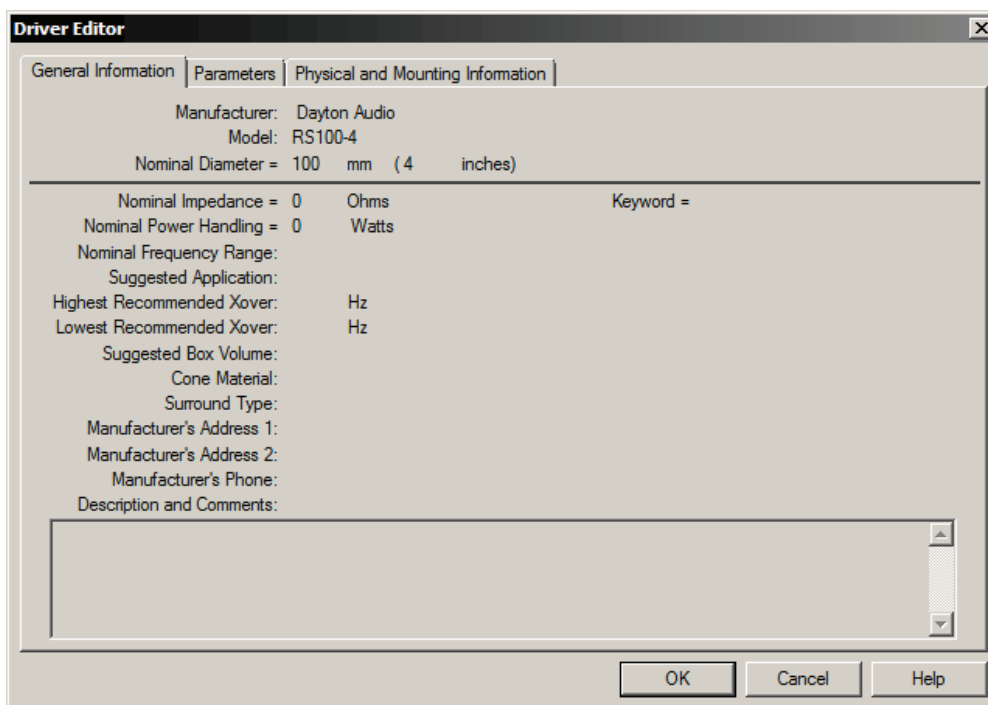 Driver Editor
General Information Parameters Physical and Mounting Information
Manufacturer: Dayton Audio
Model: RS100-4
Nominal Diameter = 100 mm ( 4 inches)
Nominal Impedance = 0 Ohms Keyword =
Nominal Power Handling = 0 Watts
Nominal Frequency Range:
Suggested Application:
Highest Recommended Xover: Hz
Lowest Recommended Xover: Hz
Suggested Box Volume:
Cone Material:
Surround Type:
Manufacturer's Address 1:
Manufacturer's Address 2:
Manufacturer's Phone:
Description and Comments:
OK Cancel Help